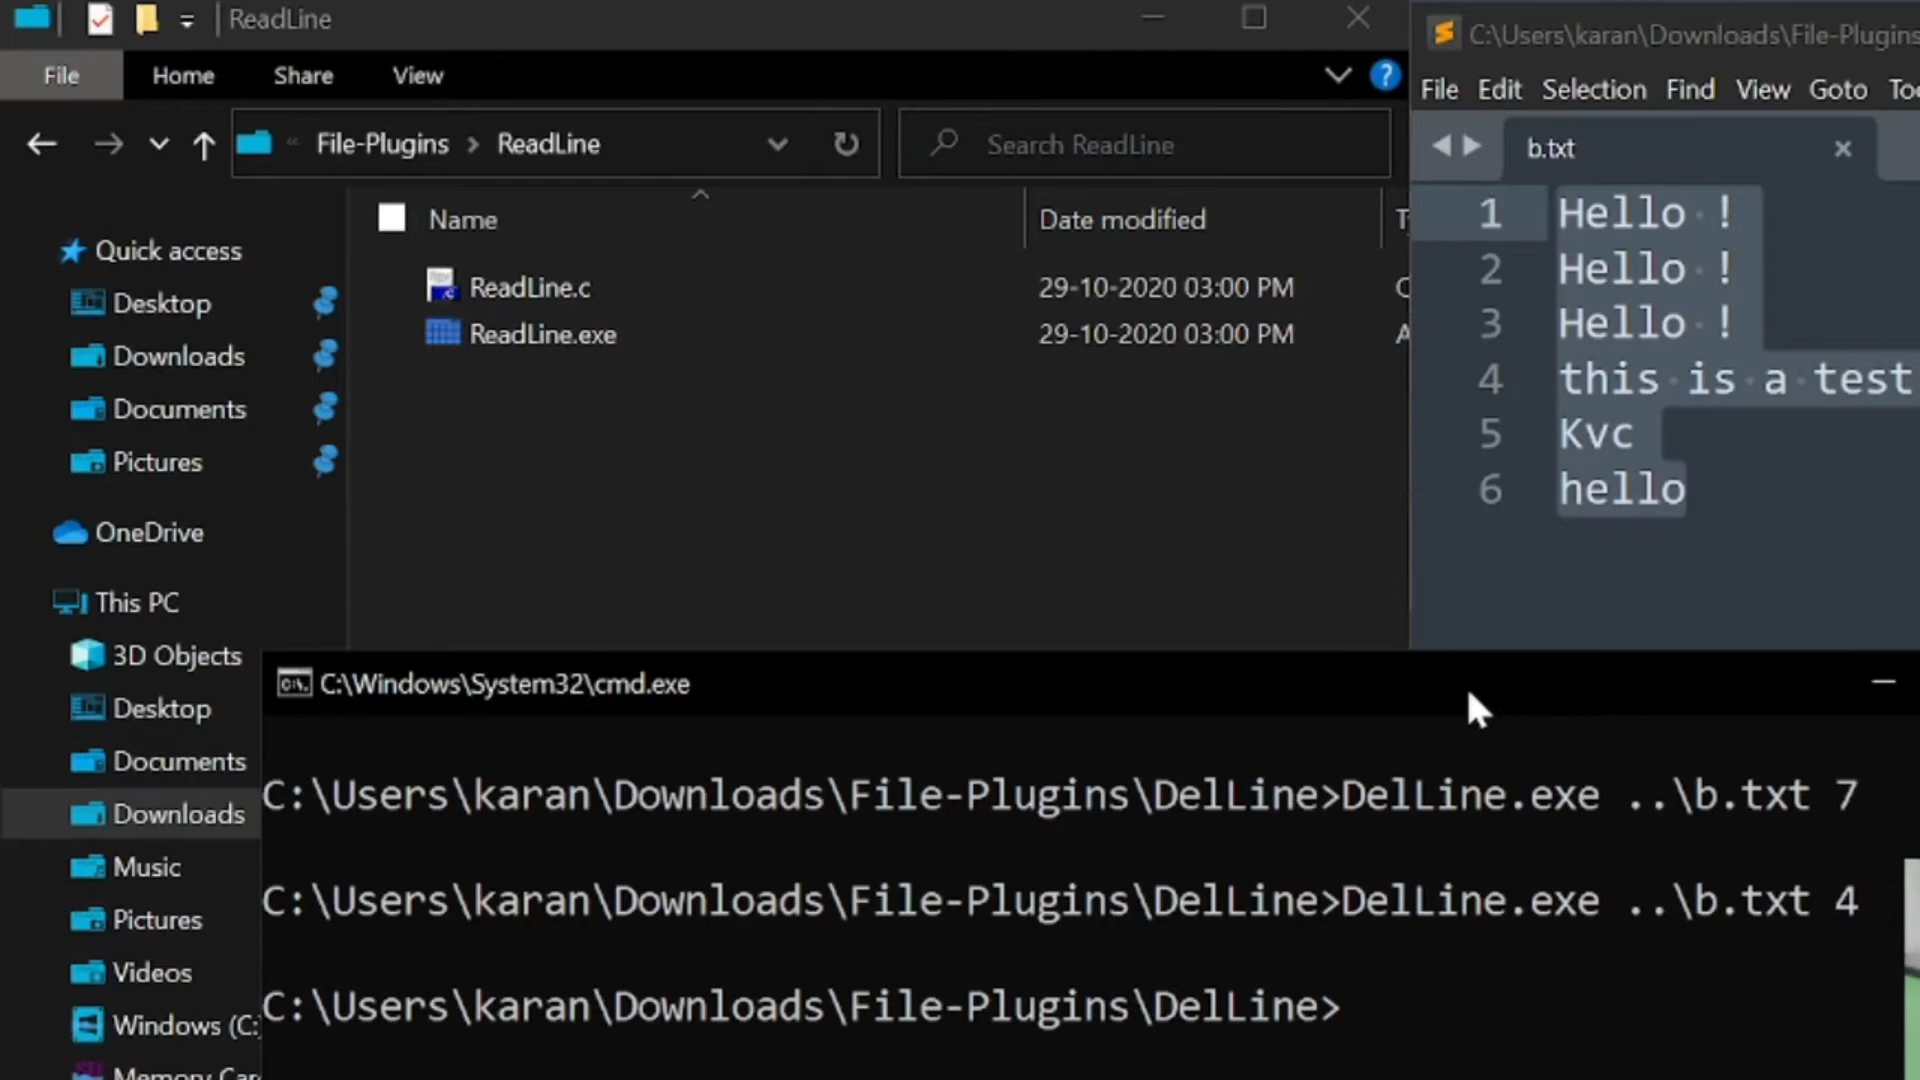 ReadLine
File Home Share View
File-Plugins ReadLine
Search ReadLine
Name Date modified
ReadLine.c 29-10-2020 03:00 PM
ReadLine.exe 29-10-2020 03:00 PM
Quick access
Desktop
Downloads
Documents
Pictures
OneDrive
This PC
3D Objects
Desktop
Documents
Downloads
Music
Pictures
Videos
Windows (C:)
C:\Users\karan\Downloads\File-Plugins
File Edit Selection Find View Goto
b.txt
1 Hello !
2 Hello !
3 Hello !
4 this is a test
5 Kvc
6 hello
C:\Windows\System32\cmd.exe
C:\Users\karan\Downloads\File-Plugins\DelLine>DelLine.exe ..\b.txt 7
C:\Users\karan\Downloads\File-Plugins\DelLine>DelLine.exe ..\b.txt 4
C:\Users\karan\Downloads\File-Plugins\DelLine>